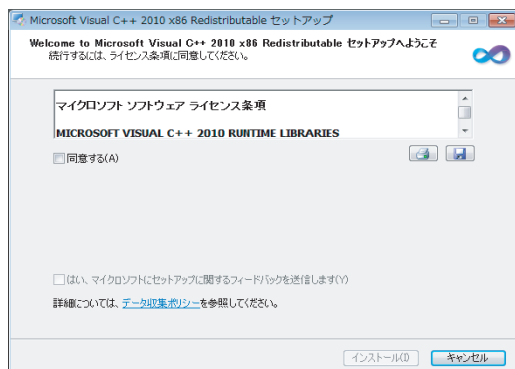 Microsoft Visual C++ 2010 x86 Redistributable セットアップ
Welcome to Microsoft Visual C++ 2010 x86 Redistributable セットアップへようこそ
続行するには、ライセンス条項に同意してください。
マイクロソフト ソフトウェア ライセンス条項
MICROSOFT VISUAL C++ 2010 RUNTIME LIBRARIES
同意する(A)
はい、マイクロソフトにセットアップに関するフィードバックを送信します(Y)
詳細については、データ収集ポリシーを参照してください。
インストール(I) キャンセル